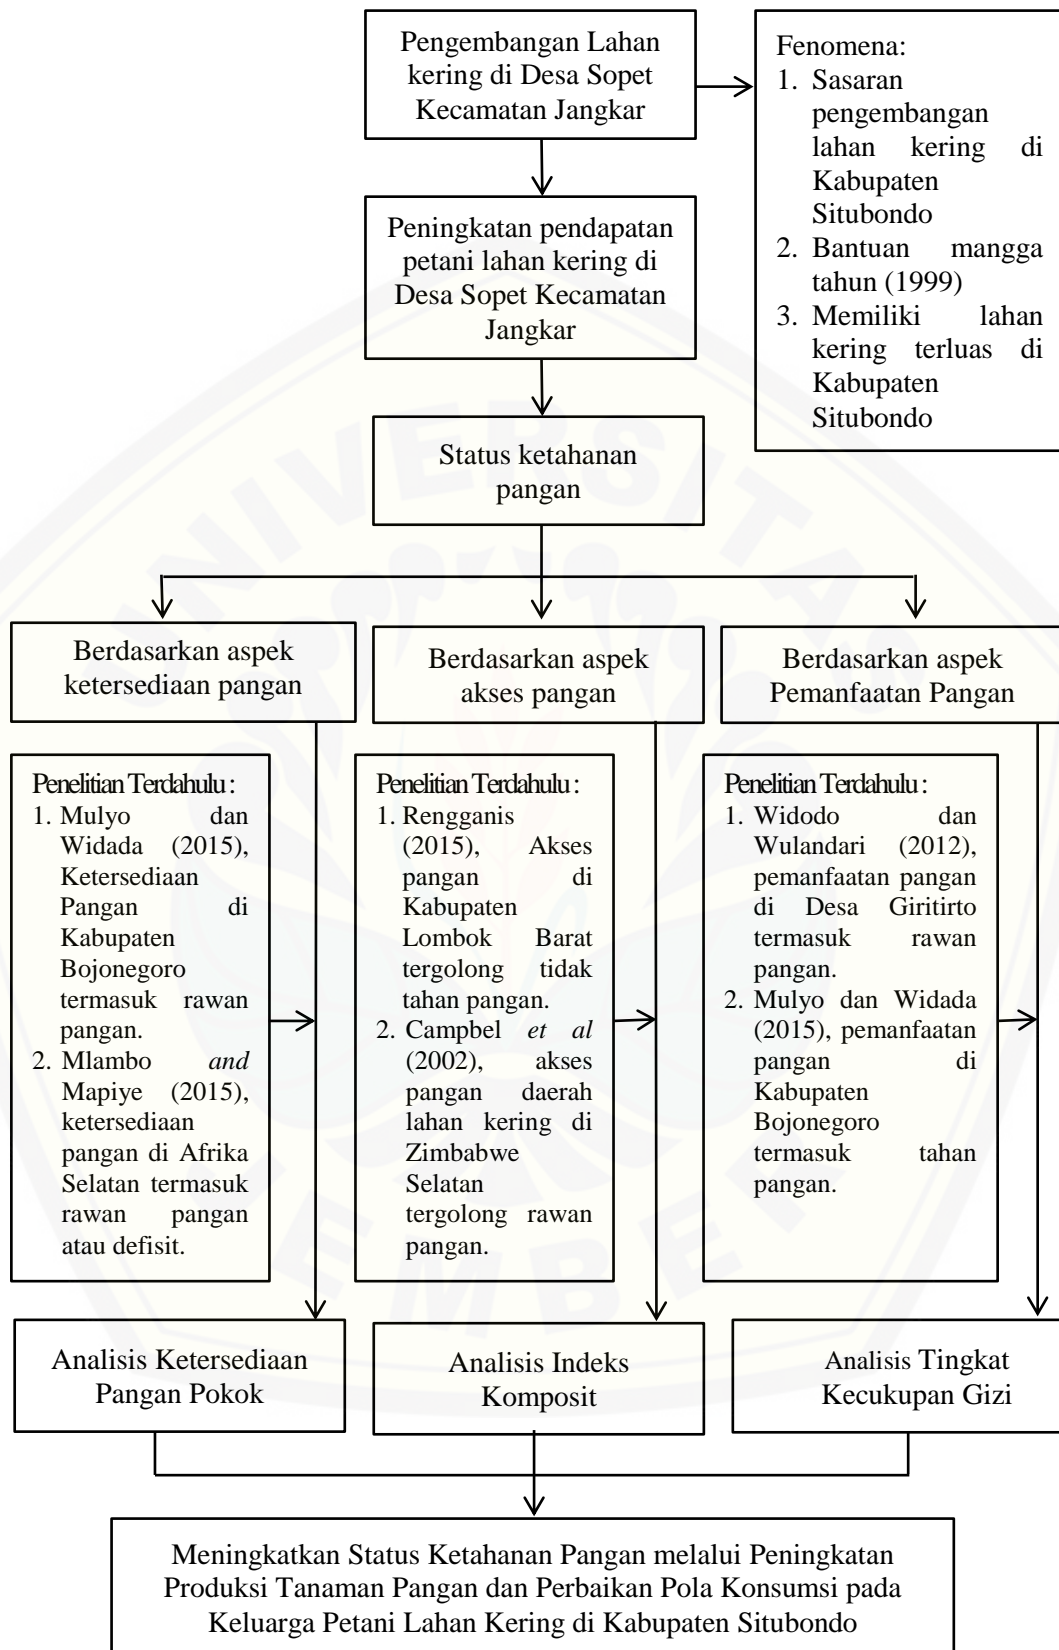 Pengembangan Lahan
kering di Desa Sopet
Kecamatan Jangkar
Fenomena:
1. Sasaran
pengembangan
lahan kering di
Kabupaten
Situbondo
2. Bantuan mangga
tahun (1999)
3. Memiliki lahan
kering terluas di
Kabupaten
Situbondo
Peningkatan pendapatan
petani lahan kering di
Desa Sopet Kecamatan
Jangkar
Status ketahanan
pangan
Berdasarkan aspek
ketersediaan pangan
Berdasarkan aspek
akses pangan
Berdasarkan aspek
Pemanfaatan Pangan
Penelitian Terdahulu :
1. Mulyo dan
Widada (2015),
Ketersediaan
Pangan di
Kabupaten
Bojonegoro
termasuk rawan
pangan.
2. Mlambo and
Mapiye (2015),
ketersediaan
pangan di Afrika
Selatan termasuk
rawan pangan
atau defisit.
Penelitian Terdahulu :
1. Rengganis
(2015), Akses
pangan di
Kabupaten
Lombok Barat
tergolong tidak
tahan pangan.
2. Campbel et al
(2002), akses
pangan daerah
lahan kering di
Zimbabwe
Selatan
tergolong rawan
pangan.
Penelitian Terdahulu :
1. Widodo dan
Wulandari (2012),
pemanfaatan pangan
di Desa Giritirto
termasuk rawan
pangan.
2. Mulyo dan Widada
(2015), pemanfaatan
pangan di
Kabupaten
Bojonegoro
termasuk tahan
pangan.
Analisis Ketersediaan
Pangan Pokok
Analisis Indeks
Komposit
Analisis Tingkat
Kecukupan Gizi
Meningkatkan Status Ketahanan Pangan melalui Peningkatan
Produksi Tanaman Pangan dan Perbaikan Pola Konsumsi pada
Keluarga Petani Lahan Kering di Kabupaten Situbondo
UNIVERSITAS
JEMBER